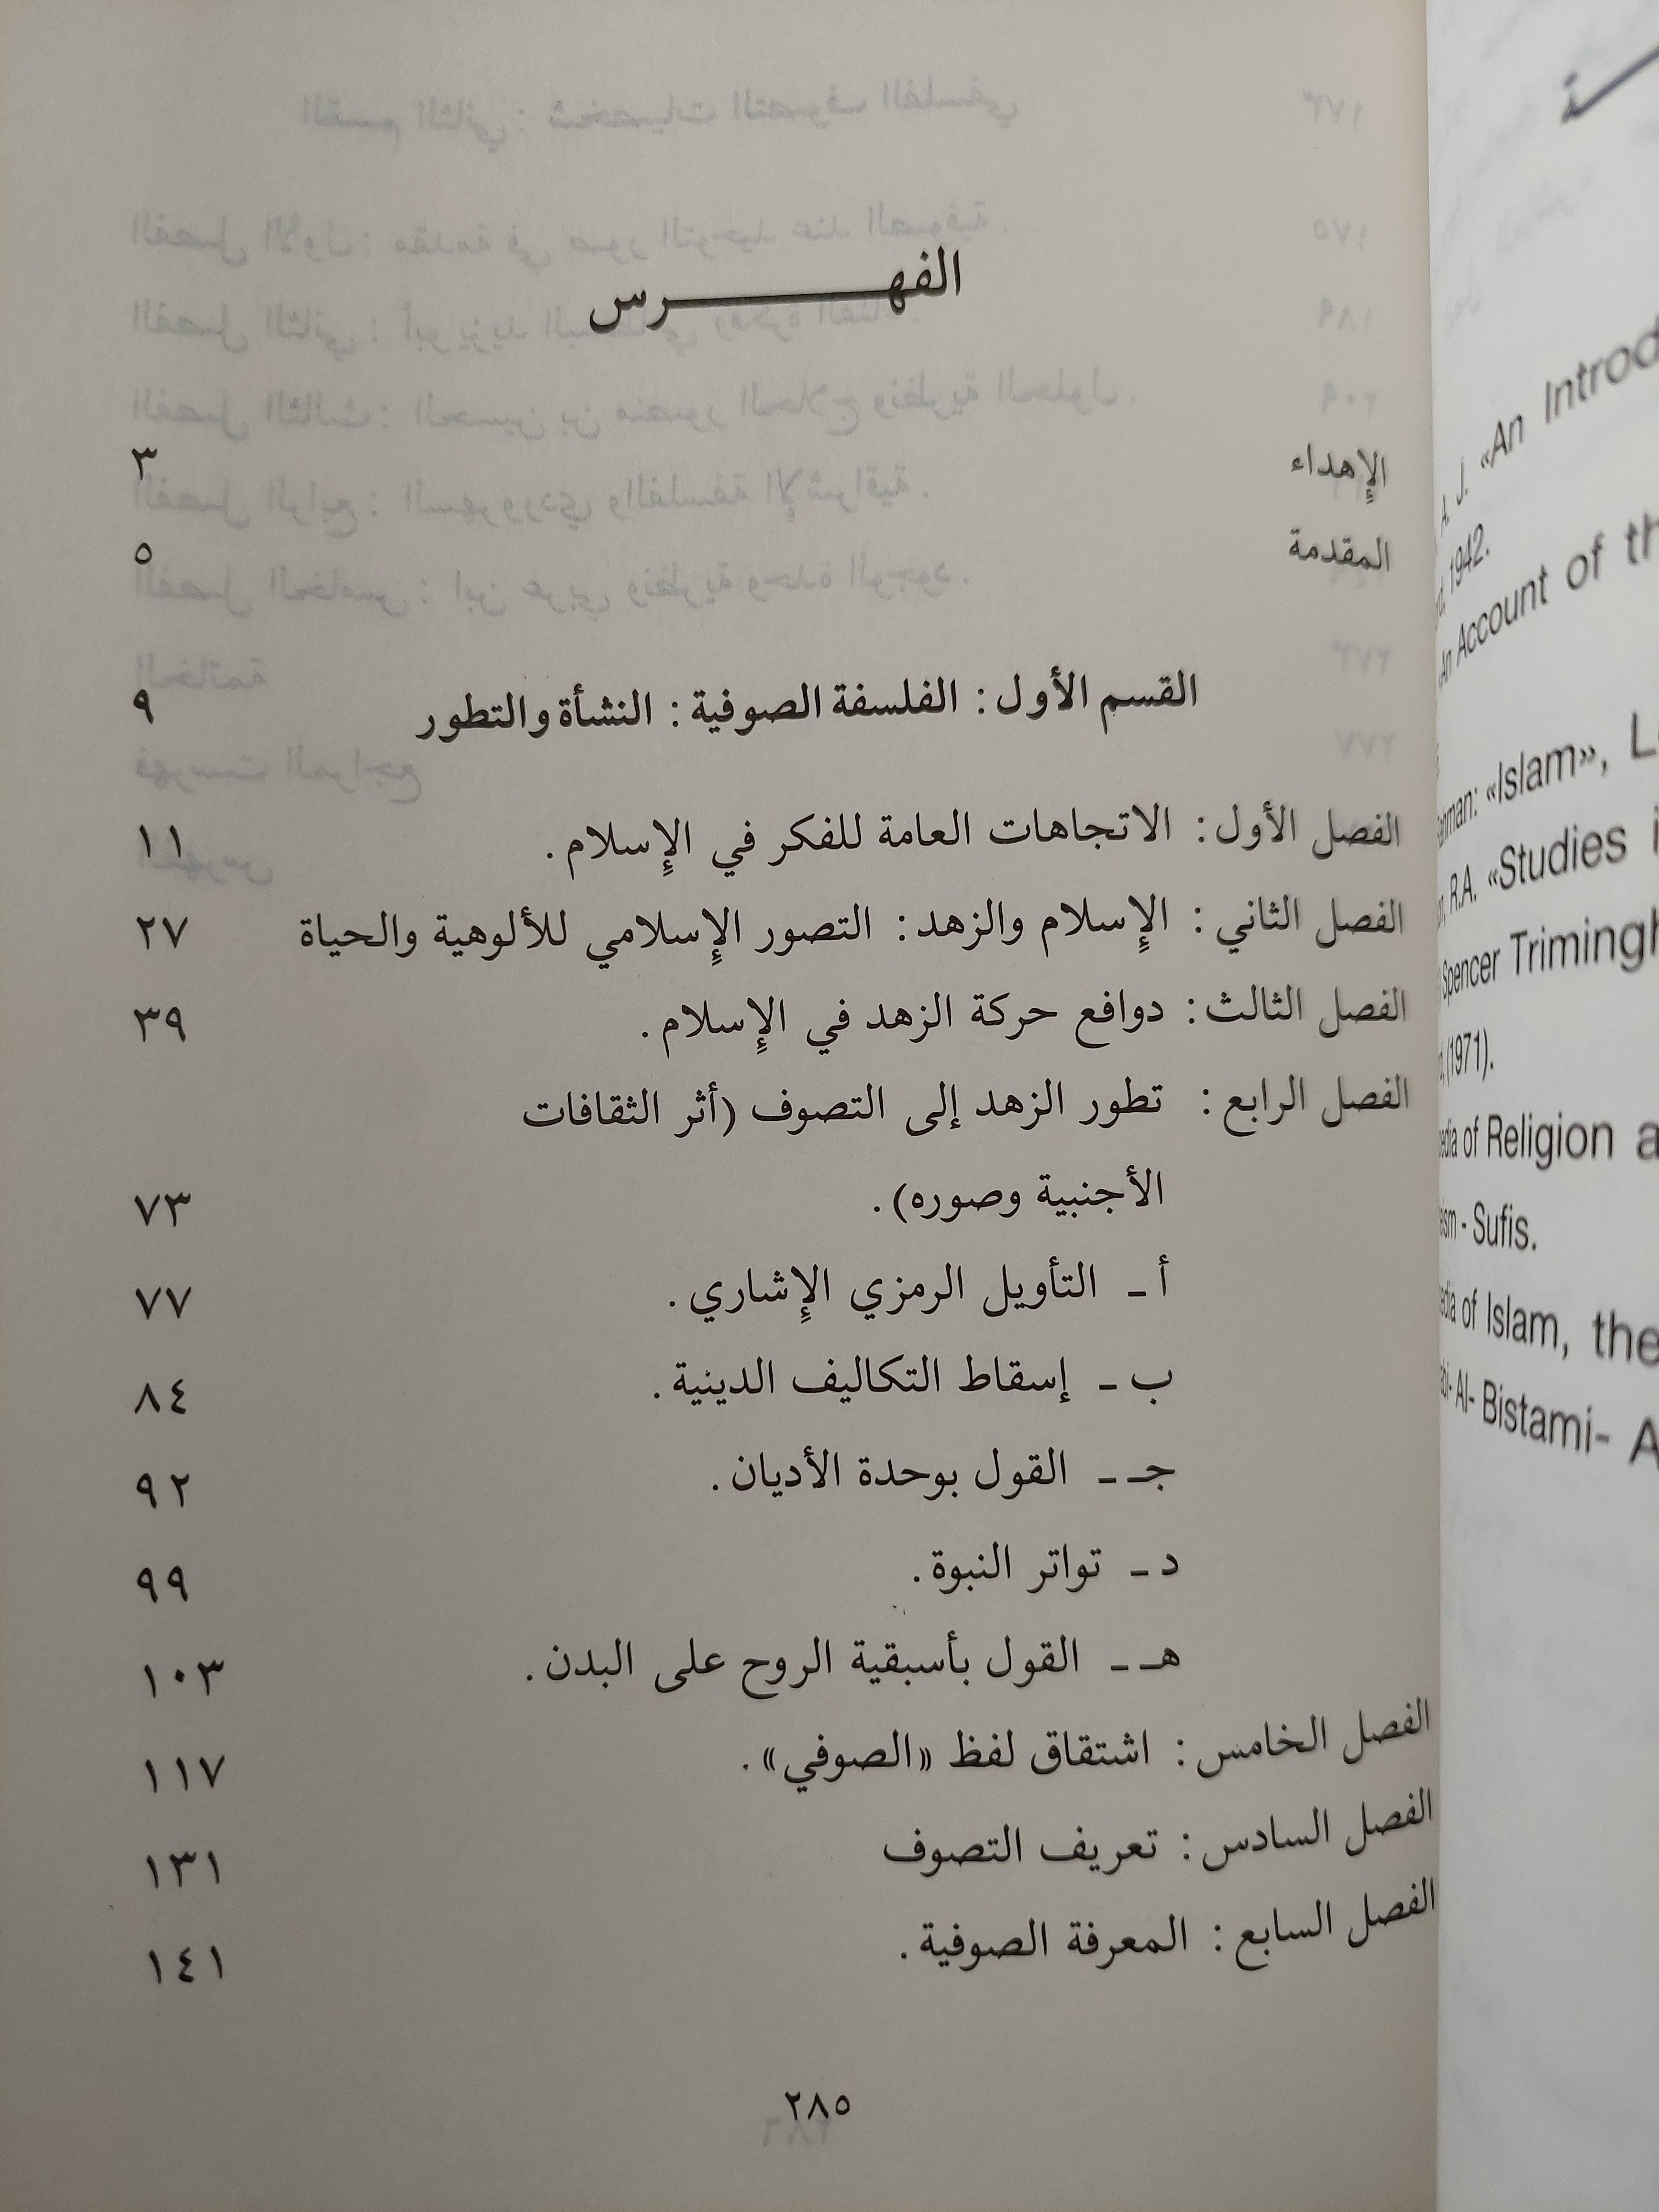 الفهرس
الإهداء ٣
المقدمة ٥
القسم الأول: الفلسفة الصوفية: النشأة والتطور ٩
الفصل الأول: الاتجاهات العامة للفكر في الإسلام. ١١
الفصل الثاني: الإسلام والزهد: التصور الإسلامي للألوهية والحياة ٢٧
الفصل الثالث: دوافع حركة الزهد في الإسلام. ٣٩
الفصل الرابع: تطور الزهد إلى التصوف (أثر الثقافات
الأجنبية وصوره). ٧٣
أ ـ التأويل الرمزي الإشاري. ٧٧
ب ـ إسقاط التكاليف الدينية. ٨٤
جـ ـ القول بوحدة الأديان. ٩٢
د ـ تواتر النبوة. ٩٩
هـ ـ القول بأسبقية الروح على البدن. ١٠٣
الفصل الخامس: اشتقاق لفظ «الصوفي». ١١٧
الفصل السادس: تعريف التصوف ١٣١
الفصل السابع: المعرفة الصوفية. ١٤١
٢٨٥
A. J. «An Introd
1942.
An Account of th
«Islam», L
R.A. «Studies i
Spencer Trimingh
(1971).
of Religion a
- Sufis.
of Islam, the
- Al- Bistami- A